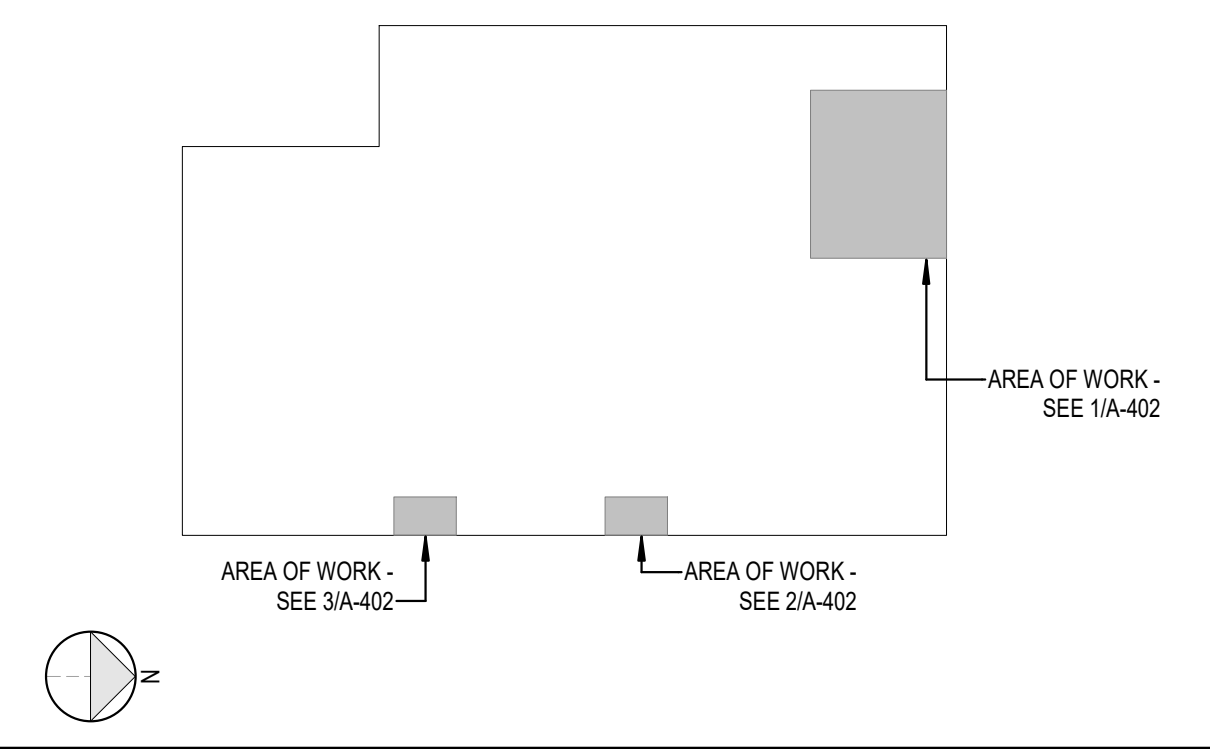 AREA OF WORK -
SEE 1/A-402
AREA OF WORK -
SEE 3/A-402
AREA OF WORK -
SEE 2/A-402
N